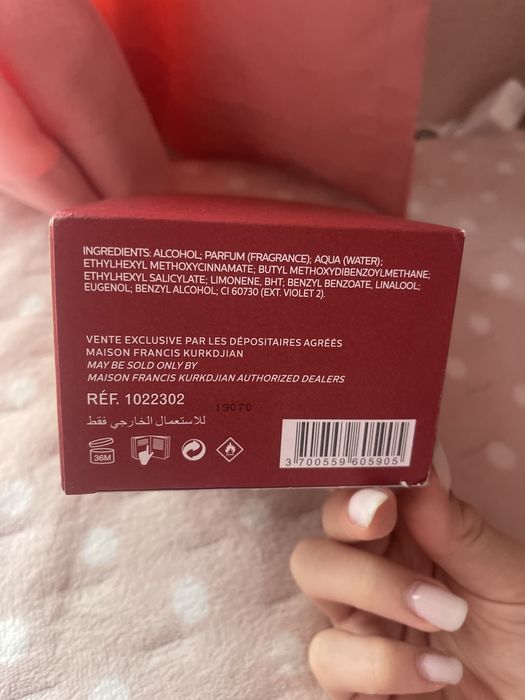 INGREDIENTS: ALCOHOL; PARFUM (FRAGRANCE); AQUA (WATER);
ETHYLHEXYL METHOXYCINNAMATE; BUTYL METHOXYDIBENZOYLMETHANE;
ETHYLHEXYL SALICYLATE; LIMONENE, BHT; BENZYL BENZOATE, LINALOOL;
EUGENOL; BENZYL ALCOHOL; CI 60730 (EXT. VIOLET 2).
VENTE EXCLUSIVE PAR LES DÉPOSITAIRES AGRÉÉS
MAISON FRANCIS KURKDJIAN
MAY BE SOLD ONLY BY
MAISON FRANCIS KURKDJIAN AUTHORIZED DEALERS
RÉF. 1022302
19070
للاستعمال الخارجي فقط
36M
3 700559 605905